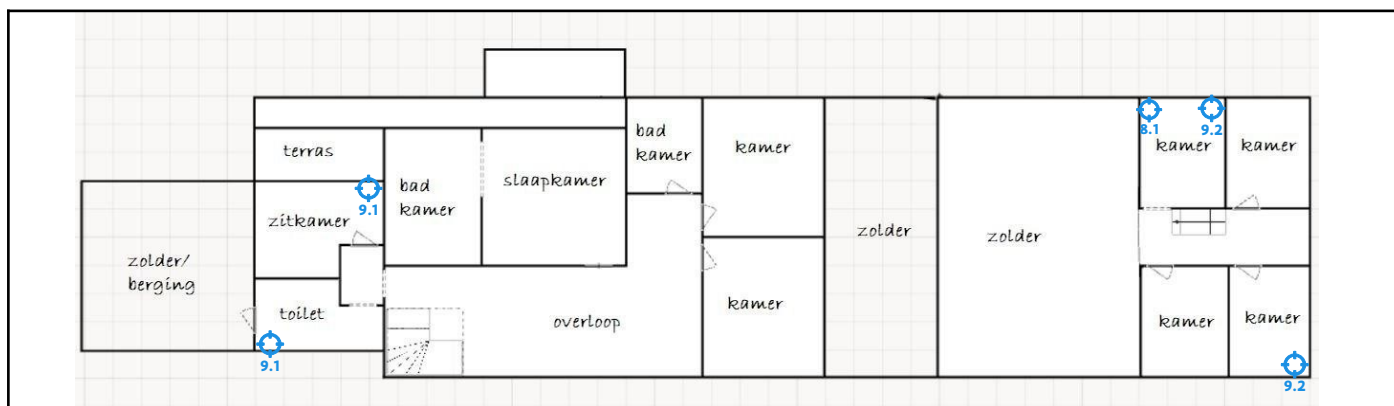 terras
zitkamer
9.1
zolder/
berging
toilet
9.1
bad
kamer
slaapkamer
overloop
bad
kamer
kamer
kamer
zolder
zolder
8.1
9.2
kamer
kamer
kamer
kamer
9.2